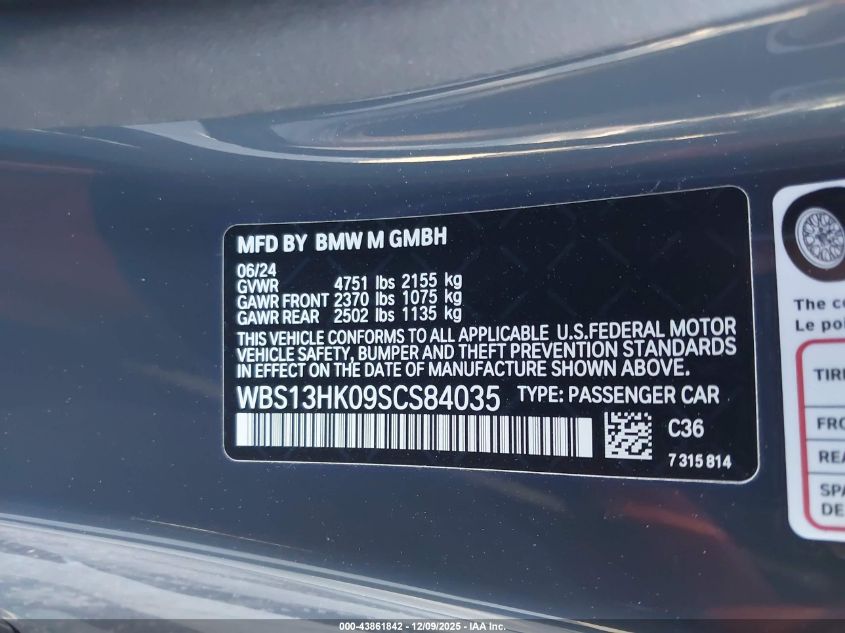 MFD BY BMW M GMBH
06/24
GVWR 4751 lbs 2155 kg
GAWR FRONT 2370 lbs 1075 kg
GAWR REAR 2502 lbs 1135 kg
THIS VEHICLE CONFORMS TO ALL APPLICABLE U.S.FEDERAL MOTOR
VEHICLE SAFETY, BUMPER AND THEFT PREVENTION STANDARDS
IN EFFECT ON THE DATE OF MANUFACTURE SHOWN ABOVE.
WBS13HK09SCS84035 TYPE: PASSENGER CAR
C36
7 315 814
The co
Le poi
TIRE
FRO
REA
SPA
DE
000-43861842 - 12/09/2025 - IAA Inc.